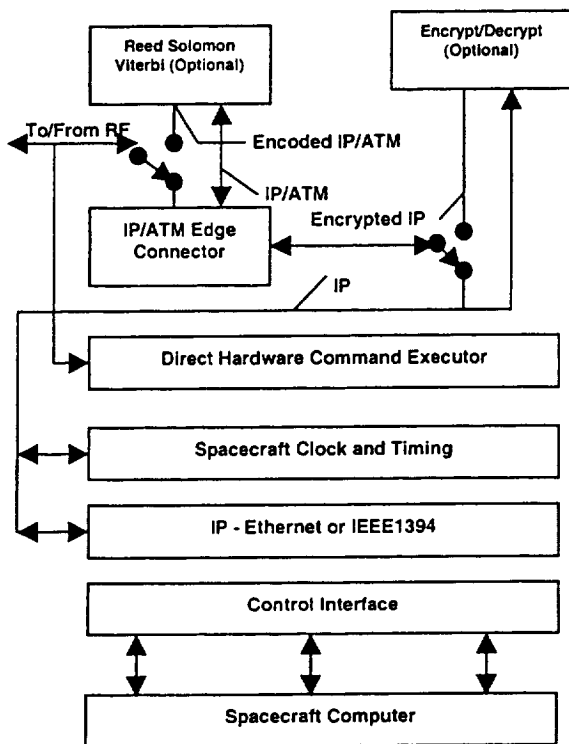 Reed Solomon
Viterbi (Optional)
Encrypt/Decrypt
(Optional)
To/From RF
Encoded IP/ATM
IP/ATM
Encrypted IP
IP/ATM Edge
Connector
IP
Direct Hardware Command Executor
Spacecraft Clock and Timing
IP - Ethernet or IEEE1394
Control Interface
Spacecraft Computer